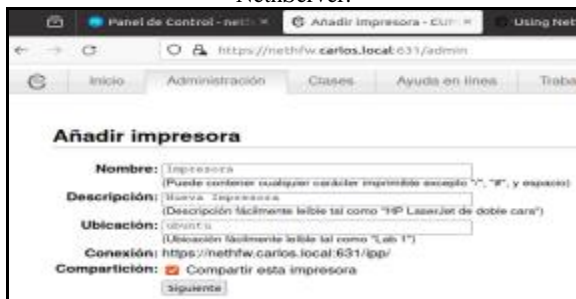 NethServer.
Panel de Control - neth
Añadir impresora - CUP
Using Net
https://nethfw.carlos.local:631/admin
Inicio Administración Clases Ayuda en línea Traba
Añadir impresora
Nombre: Impresora
(Puede contener cualquier carácter imprimible excepto "/", "#", y espacio)
Descripción: Nueva Impresora
(Descripción fácilmente leíble tal como "HP LaserJet de doble cara")
Ubicación: ubuntu
(Ubicación fácilmente leíble tal como "Lab 1")
Conexión: https://nethfw.carlos.local:631/ipp/
Compartición: Compartir esta impresora
Siguiente